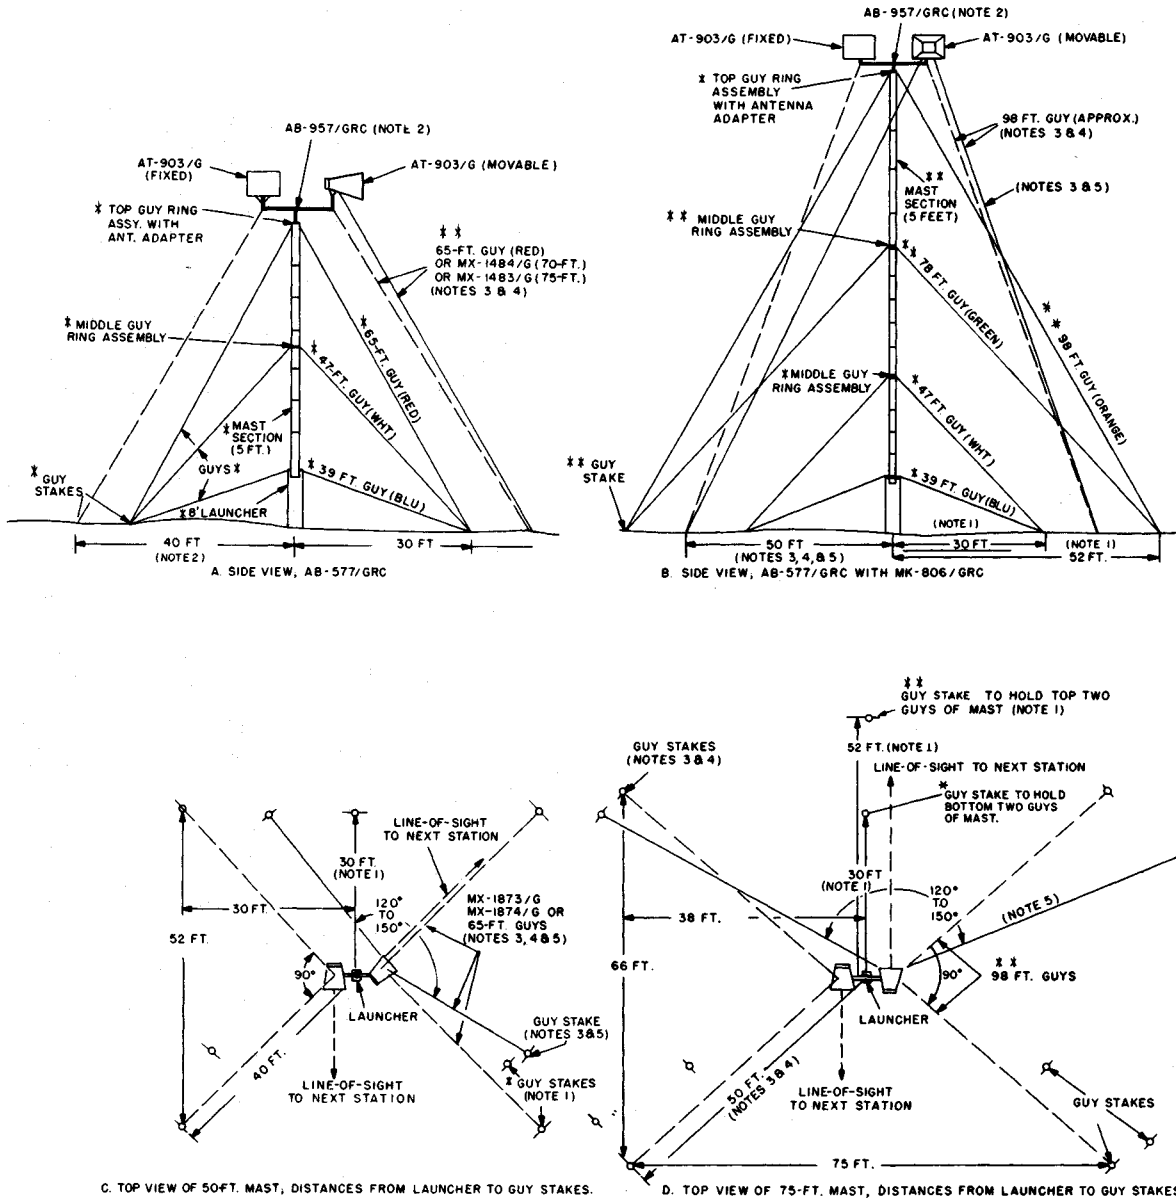 AB-957/GRC (NOTE 2)
AT-903/G
(FIXED)
AT-903/G (MOVABLE)
* TOP GUY RING
ASSY. WITH
ANT. ADAPTER
* *
65-FT. GUY (RED)
OR MX-1484/G (70-FT.)
OR MX-1483/G (75-FT.)
(NOTES 3 & 4)
* MIDDLE GUY
RING ASSEMBLY
* 65-FT. GUY (RED)
* 47-FT. GUY (WHT)
* MAST
SECTION
(5 FT.)
GUYS *
* GUY
STAKES
* 39 FT. GUY (BLU)
* 8' LAUNCHER
40 FT
(NOTE 2)
30 FT
A. SIDE VIEW, AB-577/GRC
AB-957/GRC (NOTE 2)
AT-903/G (FIXED)
AT-903/G (MOVABLE)
* TOP GUY RING
ASSEMBLY
WITH ANTENNA
ADAPTER
98 FT. GUY (APPROX.)
(NOTES 3 & 4)
(NOTES 3 & 5)
* *
MAST
SECTION
(5 FEET)
* * MIDDLE GUY
RING ASSEMBLY
* * 78 FT. GUY (GREEN)
* * 98 FT. GUY (ORANGE)
* MIDDLE GUY
RING ASSEMBLY
* 47 FT. GUY (WHT)
** GUY
STAKE
* 39 FT. GUY (BLU)
(NOTE 1)
50 FT
(NOTES 3, 4, & 5)
30 FT
(NOTE 1)
52 FT.
B. SIDE VIEW, AB-577/GRC WITH MK-806/GRC
LINE-OF-SIGHT
TO NEXT STATION
30 FT.
(NOTE 1)
30 FT.
52 FT.
120°
TO
150°
MX-1873/G
MX-1874/G OR
65-FT. GUYS
(NOTES 3, 4 & 5)
90°
LAUNCHER
40 FT.
GUY STAKE
(NOTES 3 & 5)
* GUY STAKES
(NOTE 1)
LINE-OF-SIGHT
TO NEXT STATION
C. TOP VIEW OF 50-FT. MAST, DISTANCES FROM LAUNCHER TO GUY STAKES.
* *
GUY STAKE TO HOLD TOP TWO
GUYS OF MAST (NOTE 1)
GUY STAKES
(NOTES 3 & 4)
52 FT. (NOTE 1)
LINE-OF-SIGHT TO NEXT STATION
* GUY STAKE TO HOLD
BOTTOM TWO GUYS
OF MAST.
30 FT
(NOTE 1)
120°
TO
150°
(NOTE 5)
38 FT.
66 FT.
90°
* *
98 FT. GUYS
LAUNCHER
50 FT.
(NOTES 3 & 4)
LINE-OF-SIGHT
TO NEXT STATION
GUY STAKES
75 FT.
D. TOP VIEW OF 75-FT. MAST, DISTANCES FROM LAUNCHER TO GUY STAKES